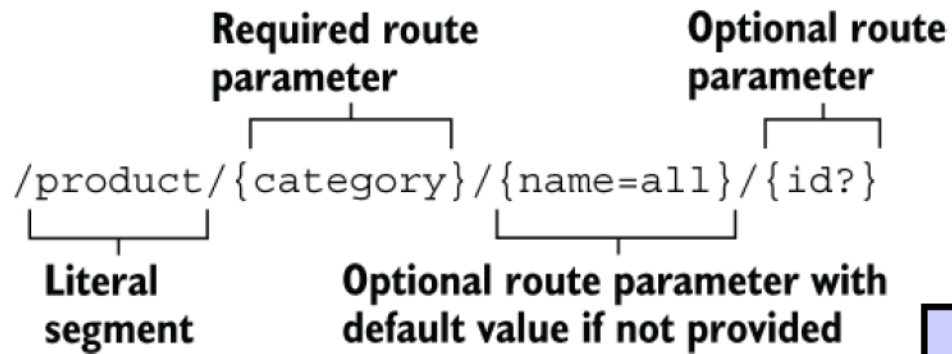 Required route
parameter
Optional route
parameter
/product/{category}/{name=all}/{id?}
Literal
segment
Optional route parameter with
default value if not provided